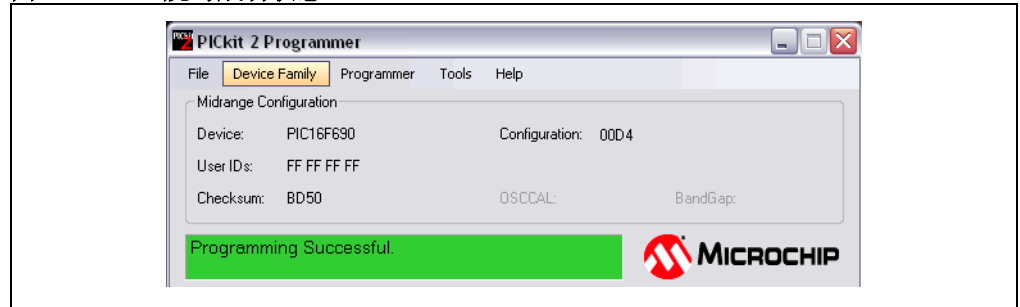 PICkit 2 Programmer
File Device Family Programmer Tools Help
Midrange Configuration
Device: PIC16F690 Configuration: 00D4
User IDs: FF FF FF FF
Checksum: BD50 OSCCAL: BandGap:
Programming Successful.
MICROCHIP